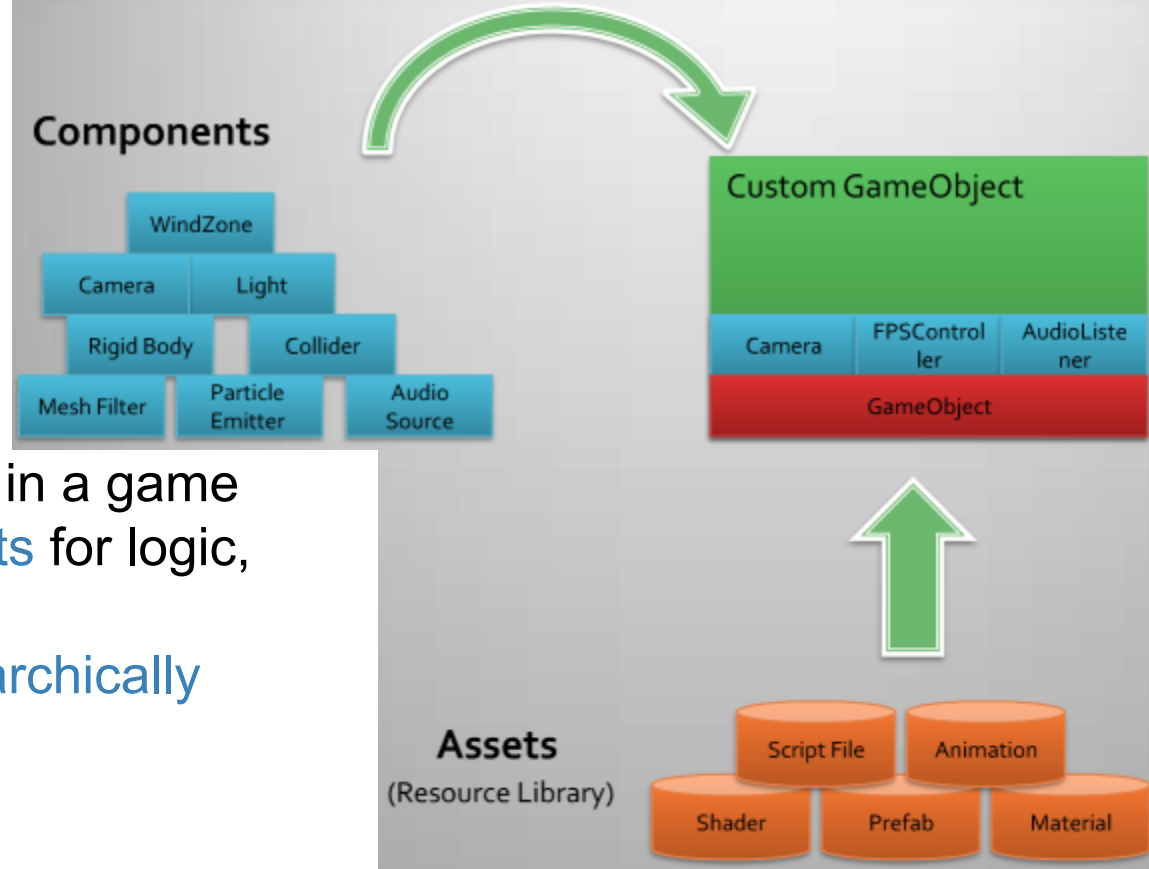 Components
WindZone
Camera
Light
Rigid Body
Collider
Mesh Filter
Particle
Emitter
Audio
Source
Custom GameObject
Camera
FPSControl
ler
AudioListe
ner
GameObject
in a game
ts for logic,
archically
Assets
(Resource Library)
Script File
Animation
Shader
Prefab
Material